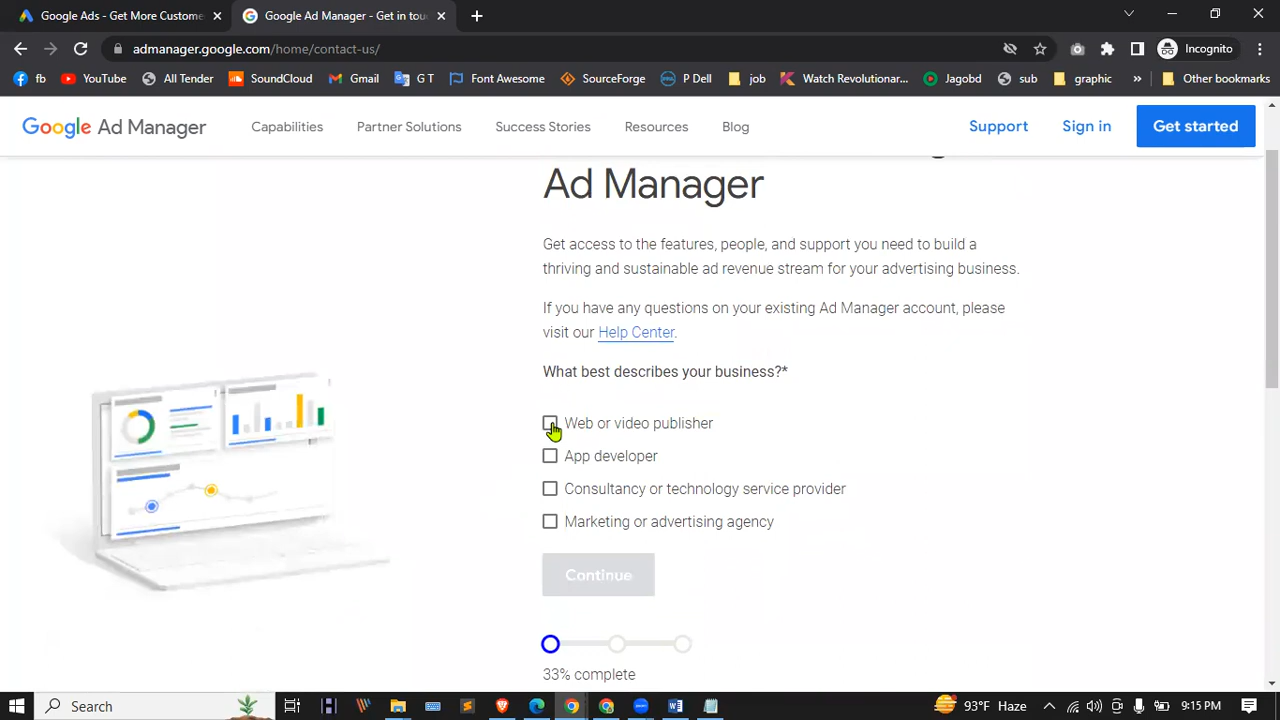 Google Ads - Get More Custome
Google Ad Manager - Get in touc
admanager.google.com/home/contact-us/
Incognito
fb
YouTube
All Tender
SoundCloud
Gmail
G T
Font Awesome
SourceForge
P Dell
job
Watch Revolutionar...
Jagobd
sub
graphic
»
Other bookmarks
Google Ad Manager
Capabilities
Partner Solutions
Success Stories
Resources
Blog
Support
Sign in
Get started
Ad Manager
Get access to the features, people, and support you need to build a
thriving and sustainable ad revenue stream for your advertising business.
If you have any questions on your existing Ad Manager account, please
visit our Help Center.
What best describes your business?*
Web or video publisher
App developer
Consultancy or technology service provider
Marketing or advertising agency
Continue
33% complete
Search
93°F Haze
9:15 PM